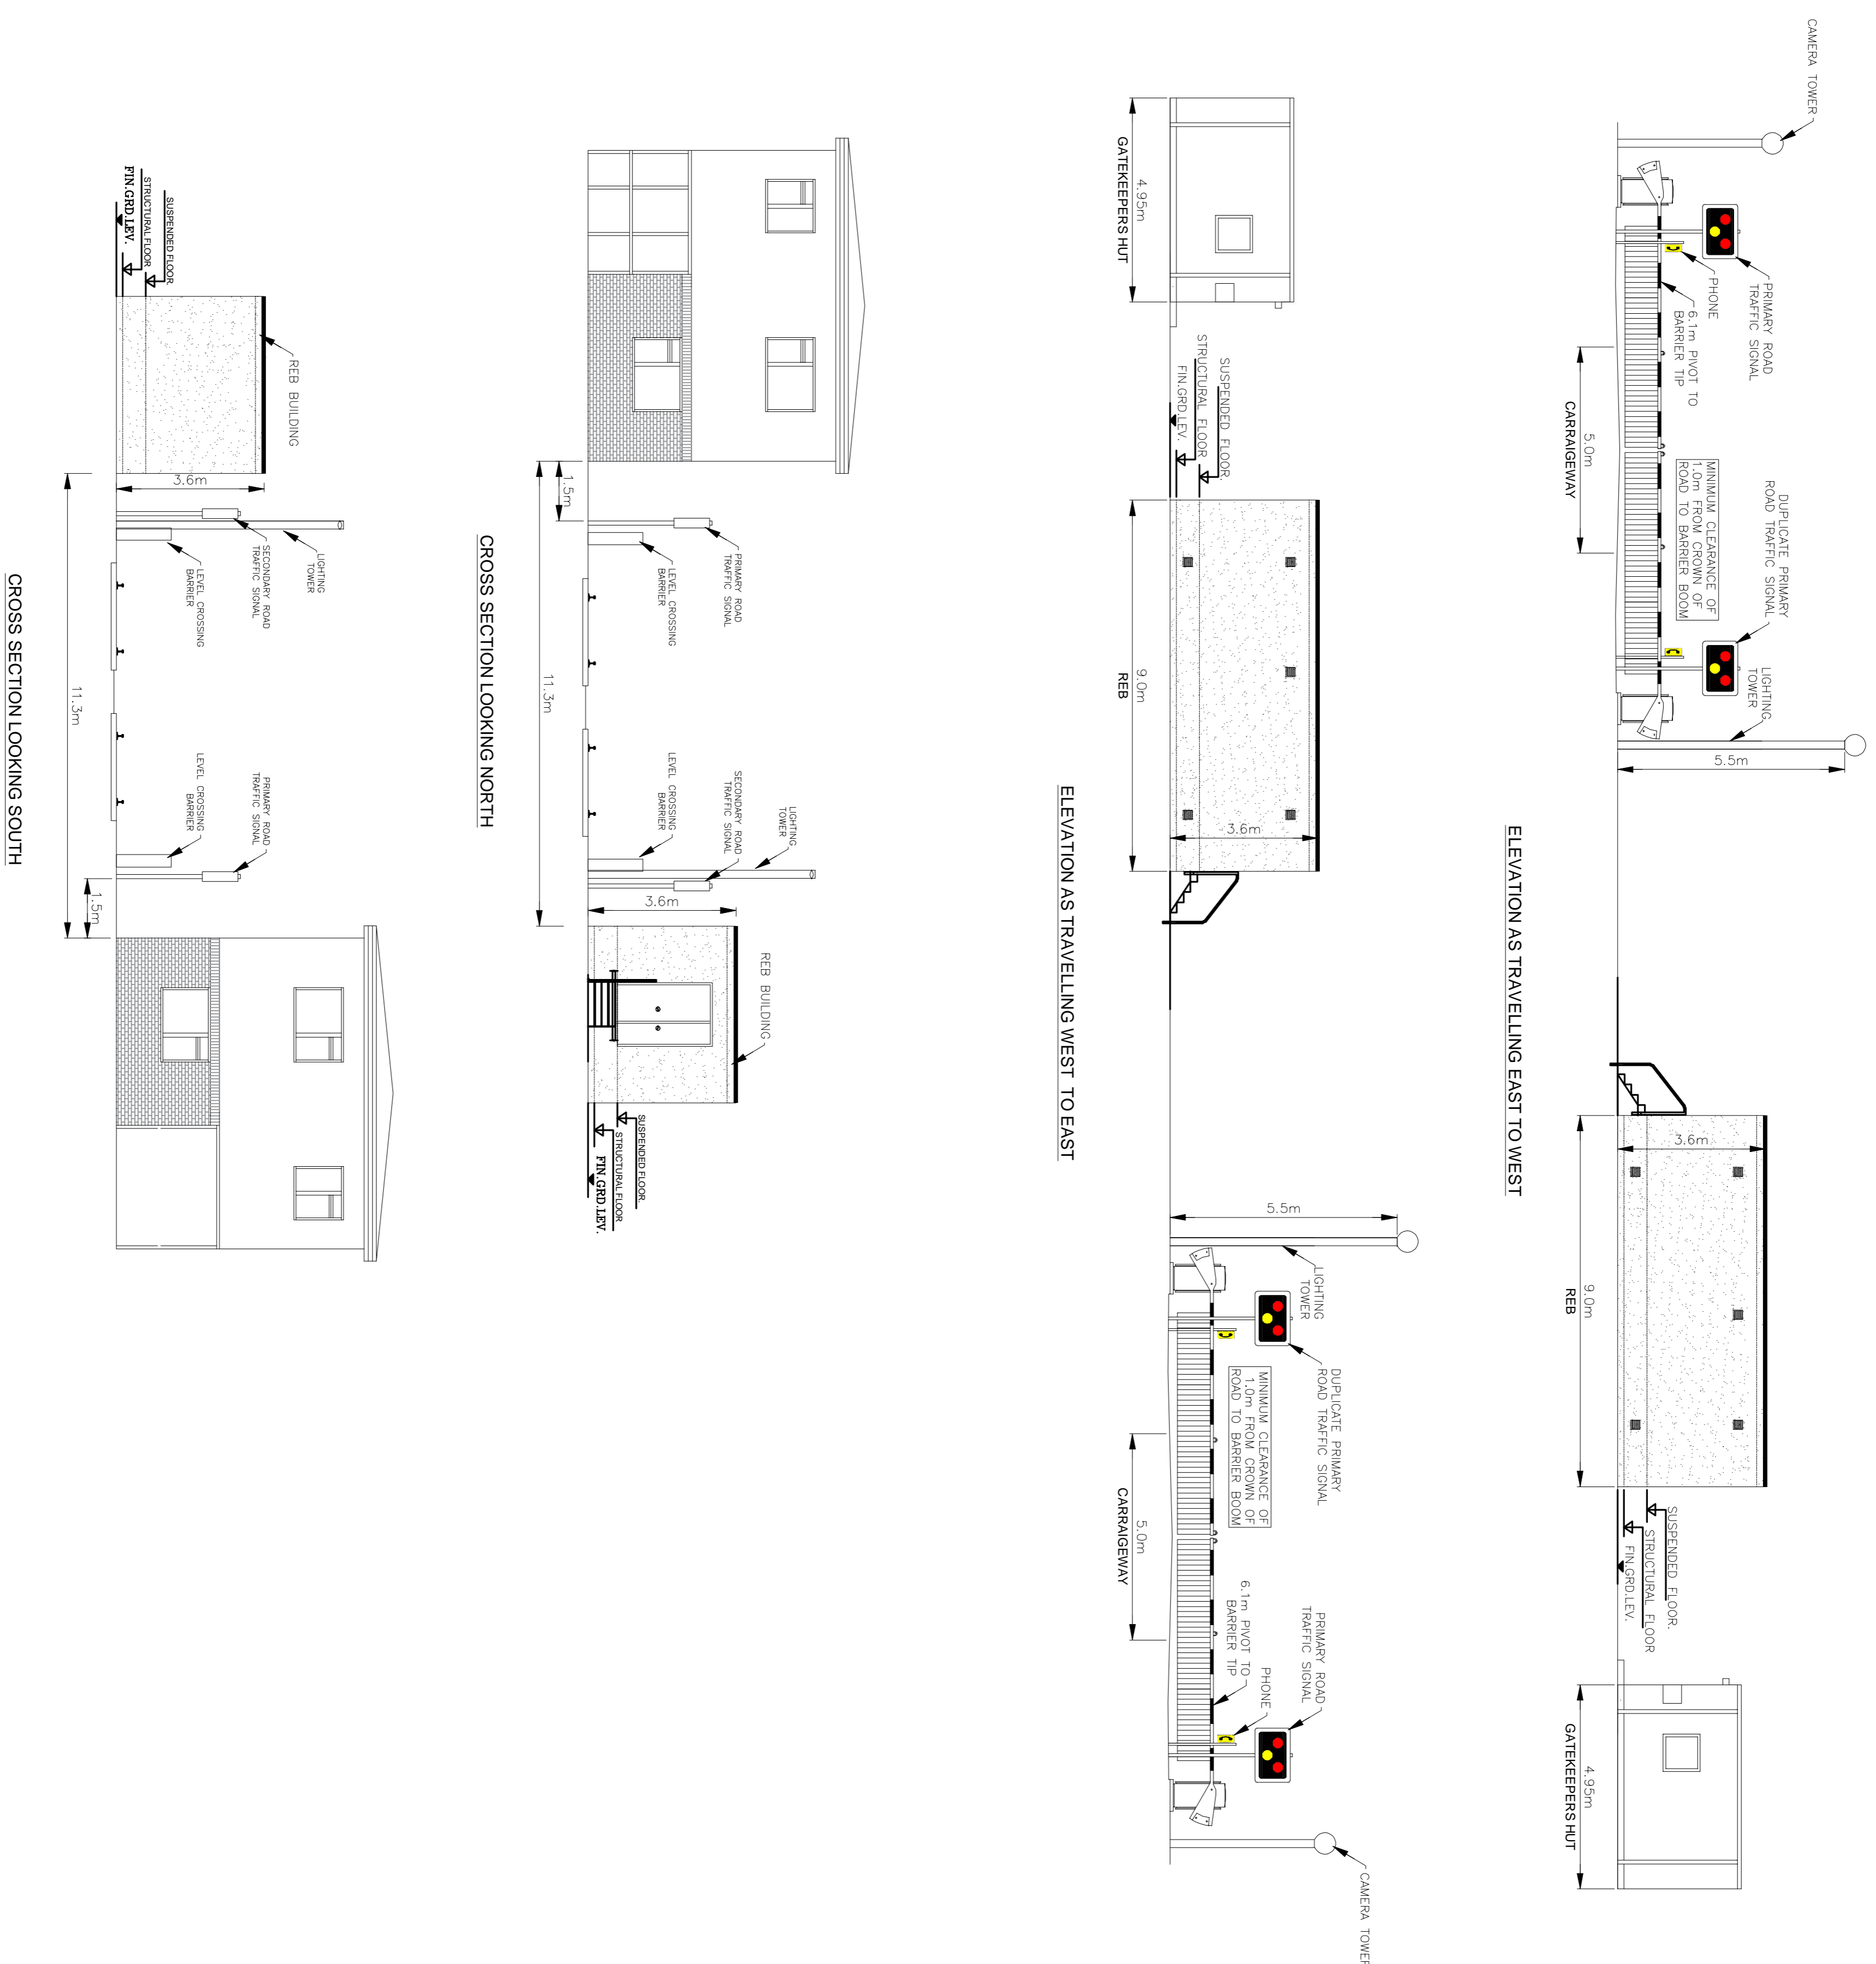 CAMERA TOWER
PRIMARY ROAD
TRAFFIC SIGNAL
PHONE
6.1m PIVOT TO
BARRIER TIP
5.0m
CARRAIGEWAY
MINIMUM CLEARANCE OF
1.0m FROM CROWN OF
ROAD TO BARRIER BOOM
DUPLICATE PRIMARY
ROAD TRAFFIC SIGNAL
LIGHTING
TOWER
5.5m
3.6m
9.0m
REB
SUSPENDED FLOOR.
STRUCTURAL FLOOR
FIN.GRD.LEV.
4.95m
GATEKEEPERS HUT
ELEVATION AS TRAVELLING EAST TO WEST
4.95m
GATEKEEPERS HUT
SUSPENDED FLOOR.
STRUCTURAL FLOOR
FIN.GRD.LEV.
9.0m
REB
3.6m
5.5m
LIGHTING
TOWER
DUPLICATE PRIMARY
ROAD TRAFFIC SIGNAL
MINIMUM CLEARANCE OF
1.0m FROM CROWN OF
ROAD TO BARRIER BOOM
5.0m
CARRAIGEWAY
6.1m PIVOT TO
BARRIER TIP
PHONE
PRIMARY ROAD
TRAFFIC SIGNAL
CAMERA TOWER
ELEVATION AS TRAVELLING WEST TO EAST
1.5m
PRIMARY ROAD
TRAFFIC SIGNAL
LEVEL CROSSING
BARRIER
11.3m
LIGHTING
TOWER
SECONDARY ROAD
TRAFFIC SIGNAL
LEVEL CROSSING
BARRIER
3.6m
REB BUILDING
SUSPENDED FLOOR.
STRUCTURAL FLOOR
FIN.GRD.LEV.
CROSS SECTION LOOKING NORTH
SUSPENDED FLOOR.
STRUCTURAL FLOOR
FIN.GRD.LEV.
REB BUILDING
3.6m
LIGHTING
TOWER
SECONDARY ROAD
TRAFFIC SIGNAL
LEVEL CROSSING
BARRIER
11.3m
PRIMARY ROAD
TRAFFIC SIGNAL
LEVEL CROSSING
BARRIER
1.5m
CROSS SECTION LOOKING SOUTH